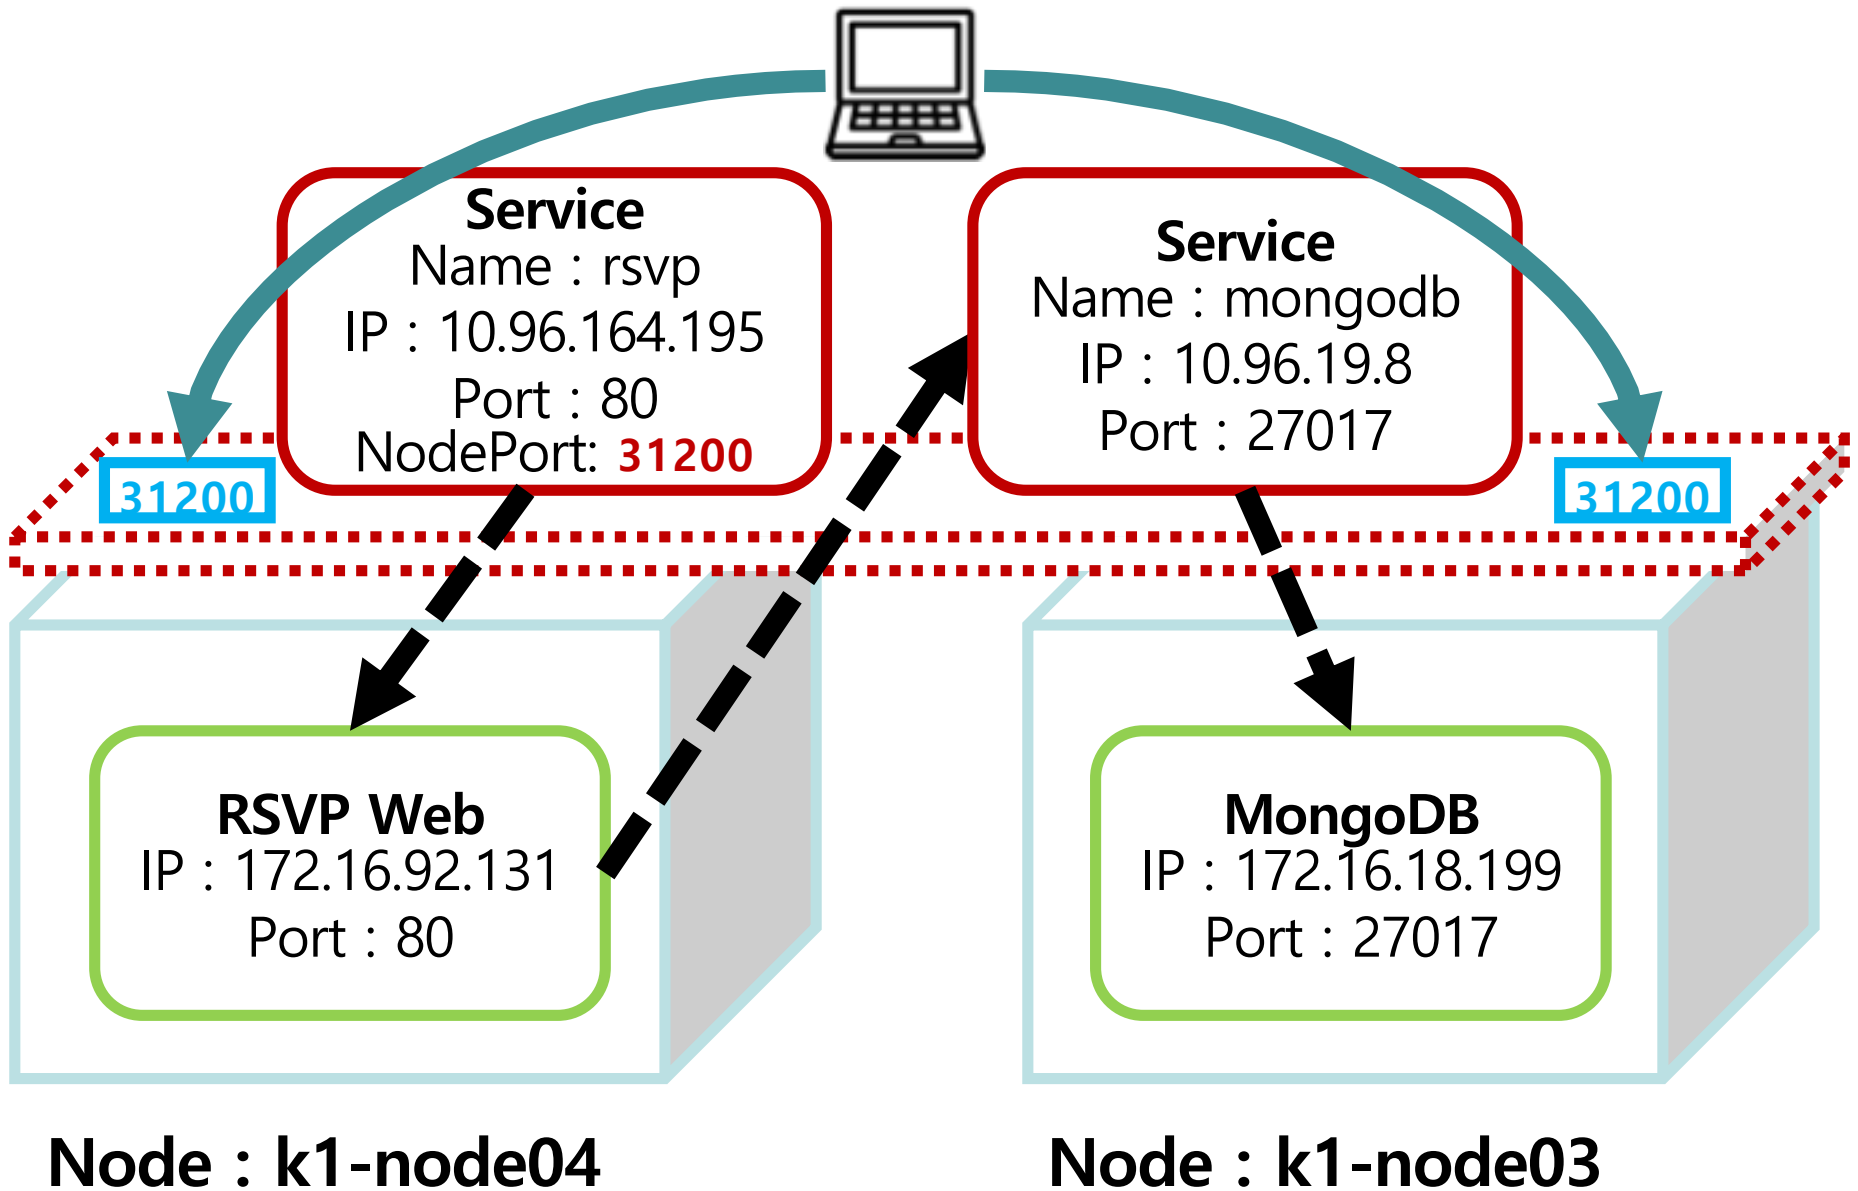 Service
Name : rsvp
IP : 10.96.164.195
Port : 80
NodePort: 31200
Service
Name : mongodb
IP : 10.96.19.8
Port : 27017
31200
31200
RSVP Web
IP : 172.16.92.131
Port : 80
MongoDB
IP : 172.16.18.199
Port : 27017
Node : k1-node04
Node : k1-node03